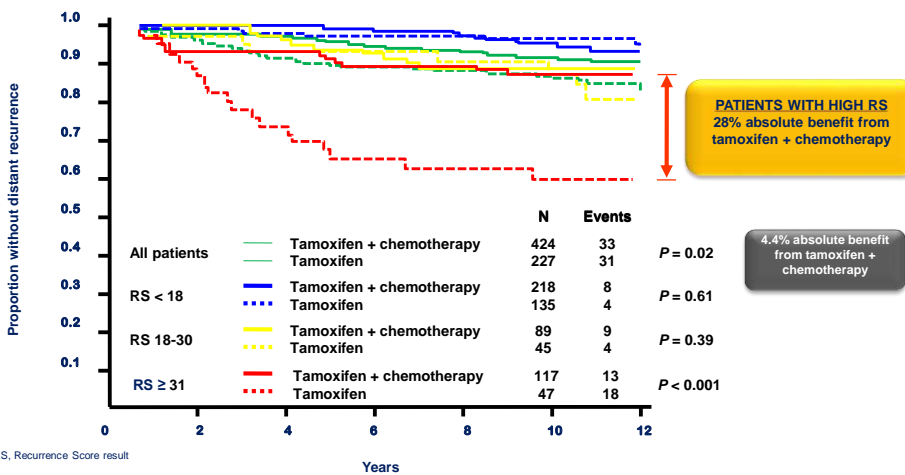 Proportion without distant recurrence
1.0
0.9
0.8
0.7
0.6
0.5
0.4
0.3
0.2
0.1
0 2 4 6 8 10 12
Years
PATIENTS WITH HIGH RS
28% absolute benefit from
tamoxifen + chemotherapy
4.4% absolute benefit
from tamoxifen +
chemotherapy
N Events
All patients Tamoxifen + chemotherapy 424 33 P = 0.02
Tamoxifen 227 31
RS < 18 Tamoxifen + chemotherapy 218 8 P = 0.61
Tamoxifen 135 4
RS 18-30 Tamoxifen + chemotherapy 89 9 P = 0.39
Tamoxifen 45 4
RS ≥ 31 Tamoxifen + chemotherapy 117 13 P < 0.001
Tamoxifen 47 18
S, Recurrence Score result